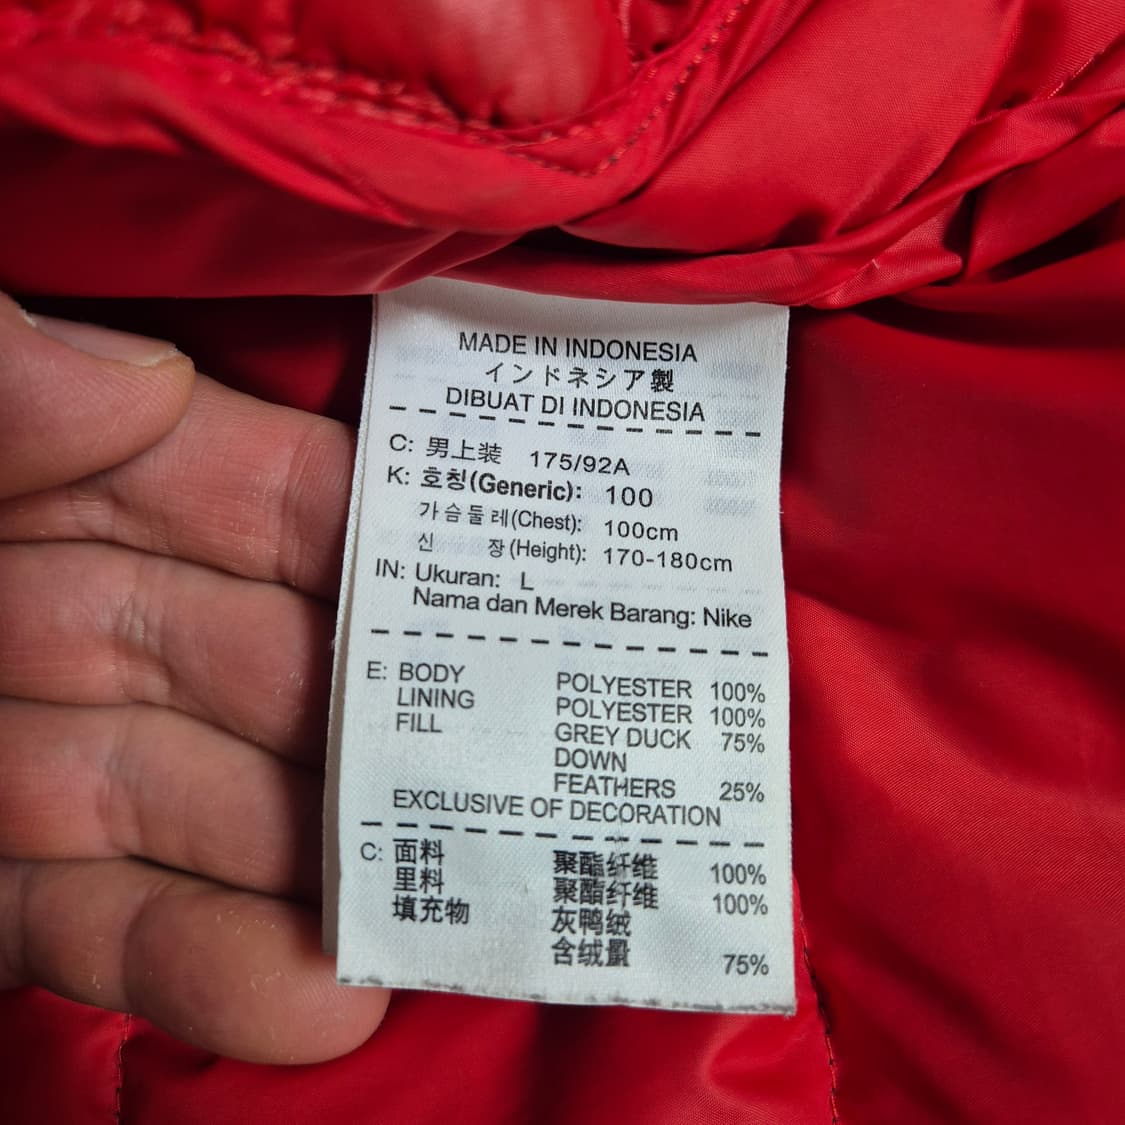 MADE IN INDONESIA
インドネシア製
DIBUAT DI INDONESIA
C: 男上装 175/92A
K: 호칭(Generic): 100
가슴둘레(Chest): 100cm
신 장(Height): 170-180cm
IN: Ukuran: L
Nama dan Merek Barang: Nike
E: BODY POLYESTER 100%
LINING POLYESTER 100%
FILL GREY DUCK 75%
DOWN
FEATHERS 25%
EXCLUSIVE OF DECORATION
C: 面料 聚酯纤维 100%
里料 聚酯纤维 100%
填充物 灰鸭绒
含绒量 75%